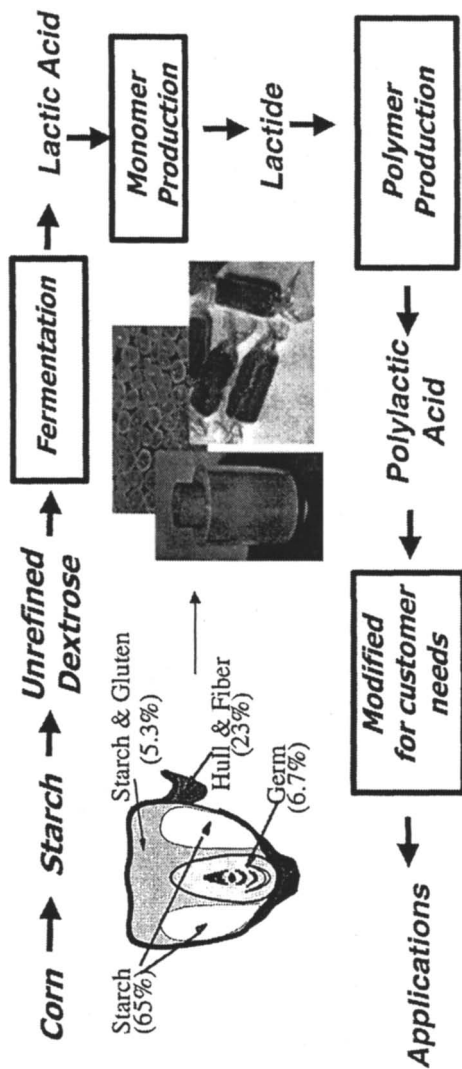 Corn
Starch
Unrefined
Dextrose
Fermentation
Lactic Acid
Monomer
Production
Lactide
Polymer
Production
Polylactic
Acid
Modified
for customer
needs
Applications
Starch
(65%)
Starch & Gluten
(5.3%)
Hull & Fiber
(23%)
Germ
(6.7%)